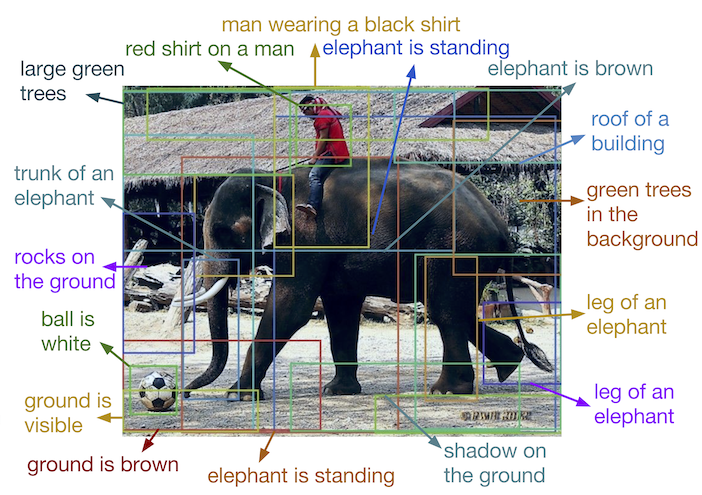 man wearing a black shirt
red shirt on a man
elephant is standing
large green
trees
elephant is brown
roof of a
building
trunk of an
elephant
green trees
in the
background
rocks on
the ground
leg of an
elephant
ball is
white
ground is
visible
leg of an
elephant
ground is brown
elephant is standing
shadow on
the ground